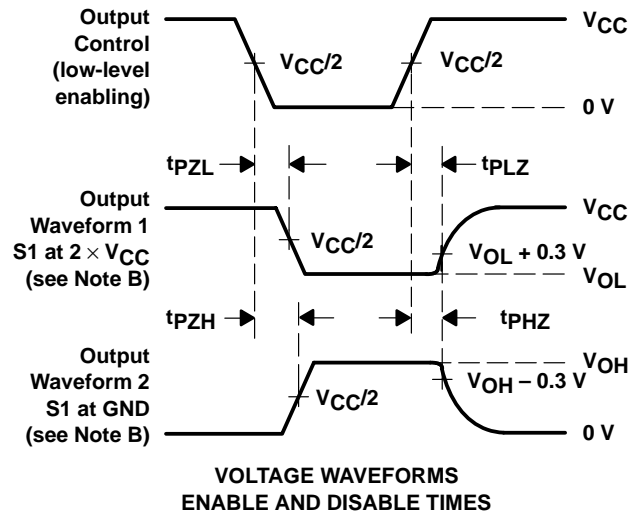 Output
Control
(low-level
enabling)
VCC/2
VCC/2
VCC
0 V
tPZL
tPLZ
Output
Waveform 1
S1 at 2 × VCC
(see Note B)
VCC/2
VCC
VOL + 0.3 V
VOL
tPZH
tPHZ
Output
Waveform 2
S1 at GND
(see Note B)
VCC/2
VOH
VOH − 0.3 V
0 V
VOLTAGE WAVEFORMS
ENABLE AND DISABLE TIMES